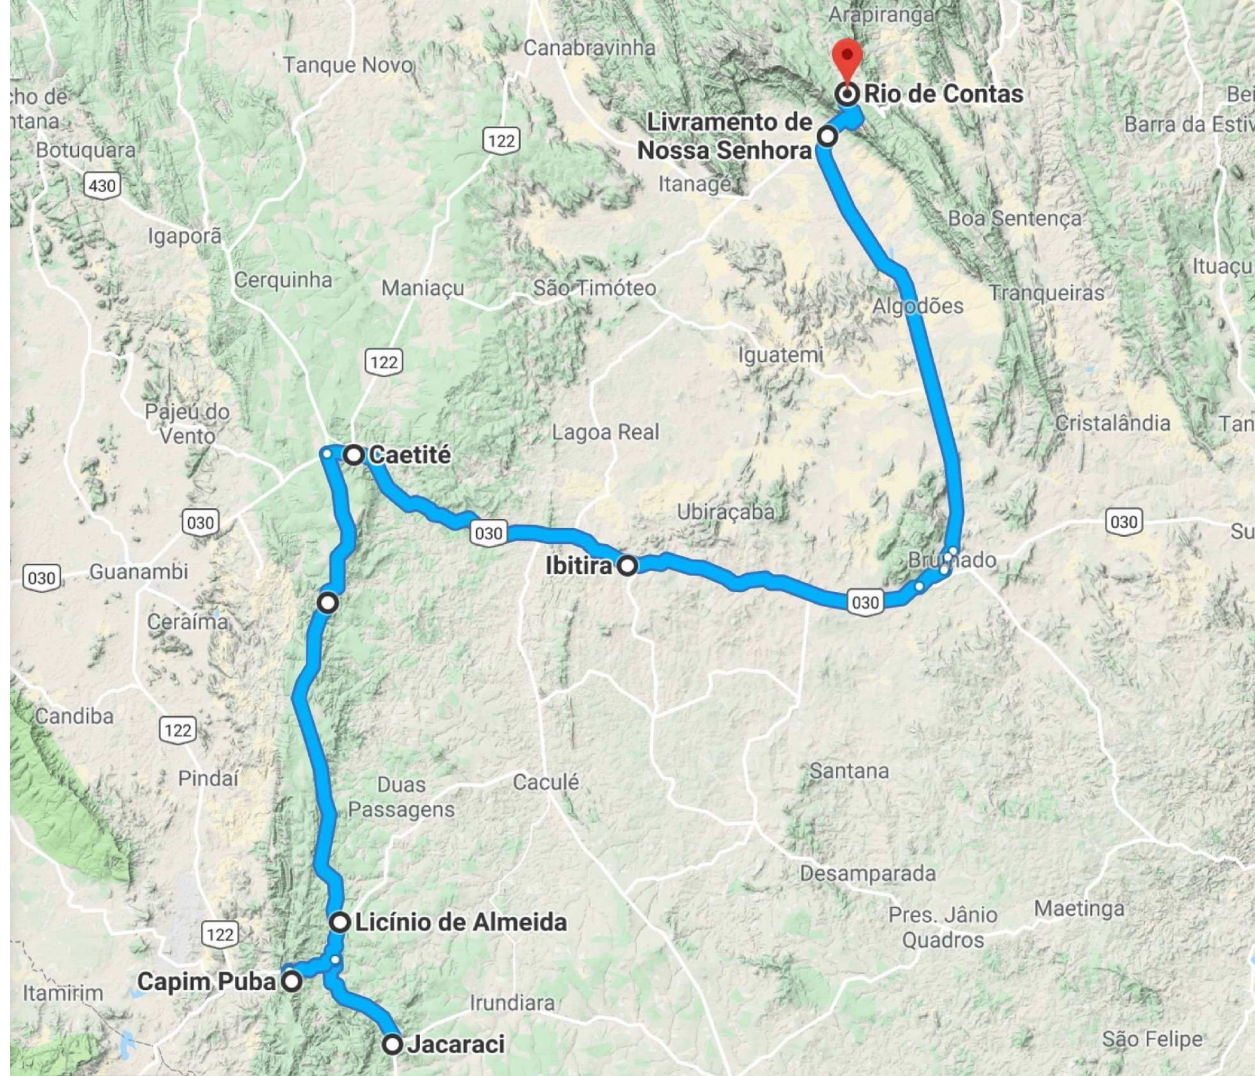 Arapiranga
Canabravinha
Tanque Novo
Rio de Contas
cho de
ntana
Bei
Livramento de
Nossa Senhora
Barra da Estiv
122
Botuquara
430
Itanagé
Boa Sentença
Igaporã
Ituaçu
Cerquinha
Maniaçu
São Timóteo
Tranqueiras
Algodões
Iguatemi
122
Pajeu do
Vento
Cristalândia
Tan
Lagoa Real
Caetité
Ubiraçaba
030
030
030
Su
Brumado
Ibitira
Guanambi
030
030
Ceraíma
Candiba
122
Pindaí
Santana
Duas
Passagens
Caculé
Desamparada
Pres. Jânio
Quadros
Maetinga
Licínio de Almeida
122
Capim Puba
Itamirim
Irundiara
Jacaraci
São Felipe